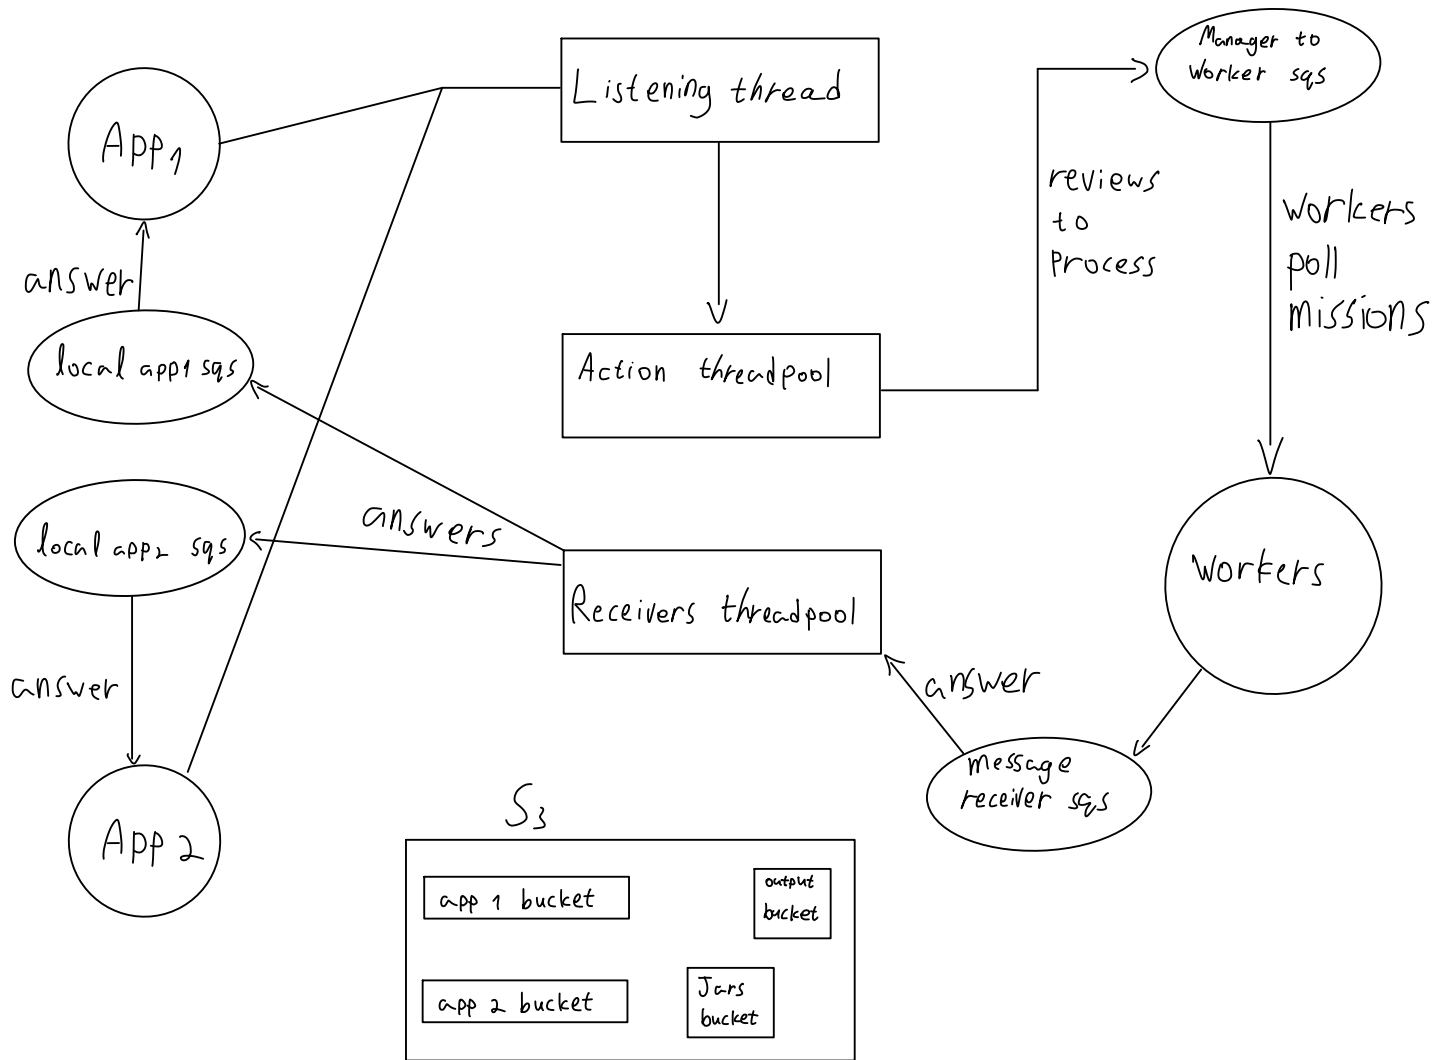 Manager to
Worker sqs
Listening thread
App1
reviews
to
process
Workers
poll
missions
answer
local app1 sqs
Action threadpool
answers
local app2 sqs
Workers
Receivers threadpool
answer
answer
message
receiver sqs
S3
App 2
app 1 bucket
output
bucket
app 2 bucket
Jars
bucket